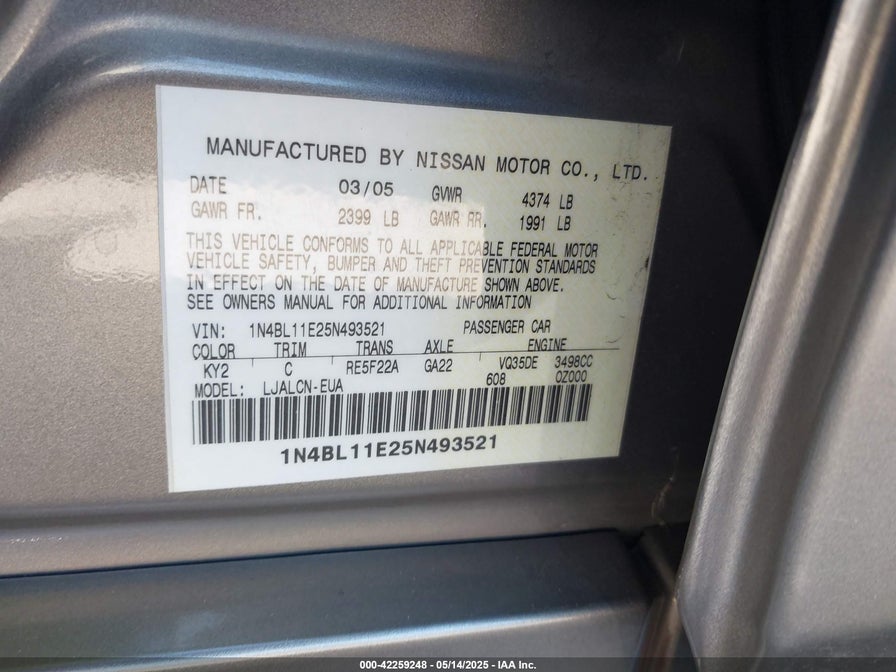 MANUFACTURED BY NISSAN MOTOR CO., LTD.
DATE 03/05 GVWR 4374 LB
GAWR FR. 2399 LB GAWR RR. 1991 LB
THIS VEHICLE CONFORMS TO ALL APPLICABLE FEDERAL MOTOR
VEHICLE SAFETY, BUMPER AND THEFT PREVENTION STANDARDS
IN EFFECT ON THE DATE OF MANUFACTURE SHOWN ABOVE.
SEE OWNERS MANUAL FOR ADDITIONAL INFORMATION
VIN: 1N4BL11E25N493521 PASSENGER CAR
COLOR TRIM TRANS AXLE ENGINE
KY2 C RE5F22A GA22 VQ35DE 3498CC
MODEL: LJALCN-EUA 608 0Z000
1N4BL11E25N493521
000-42259248 - 05/14/2025 - IAA Inc.